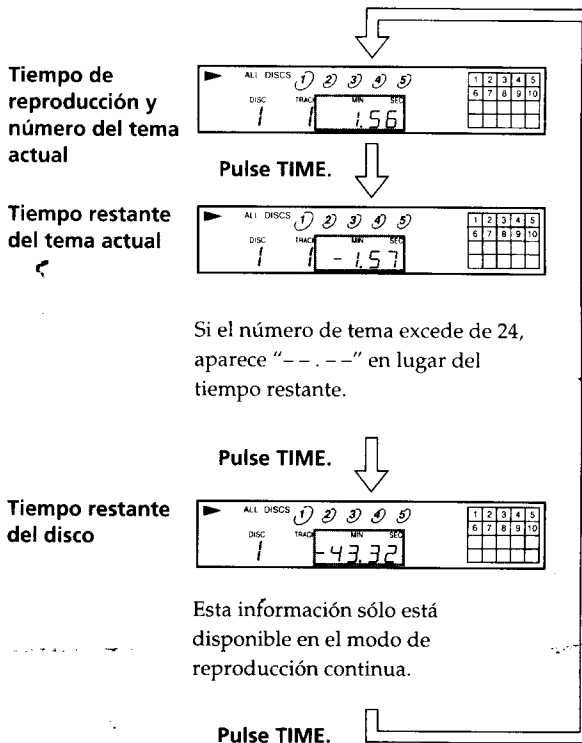 ALL DISCS 1 2 3 4 5
1 2 3 4 5
6 7 8 9 10
Tiempo de
reproducción y
número del tema
actual
DISC TRACK MIN SEC
1 1 1.56
Pulse TIME.
ALL DISCS 1 2 3 4 5
1 2 3 4 5
6 7 8 9 10
Tiempo restante
del tema actual
DISC TRACK MIN SEC
1 1 -1.57
Si el número de tema excede de 24,
aparece "– – . – –" en lugar del
tiempo restante.
Pulse TIME.
ALL DISCS 1 2 3 4 5
1 2 3 4 5
6 7 8 9 10
Tiempo restante
del disco
DISC TRACK MIN SEC
1 -43.32
Esta información sólo está
disponible en el modo de
reproducción continua.
Pulse TIME.